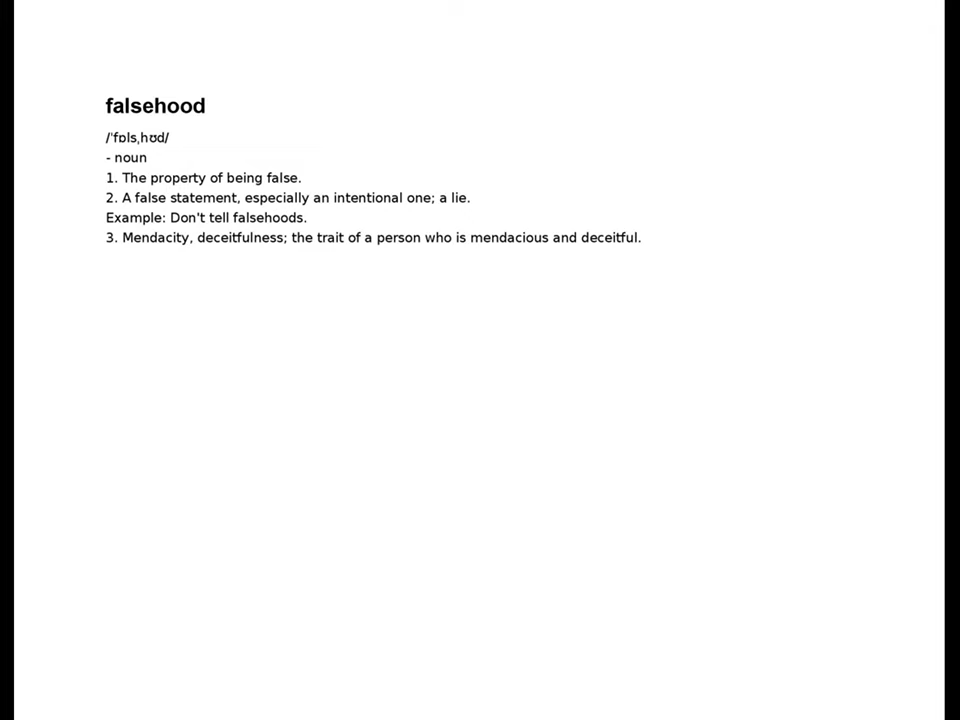 falsehood
/ˈfɒlsˌhʊd/
- noun
1. The property of being false.
2. A false statement, especially an intentional one; a lie.
Example: Don't tell falsehoods.
3. Mendacity, deceitfulness; the trait of a person who is mendacious and deceitful.